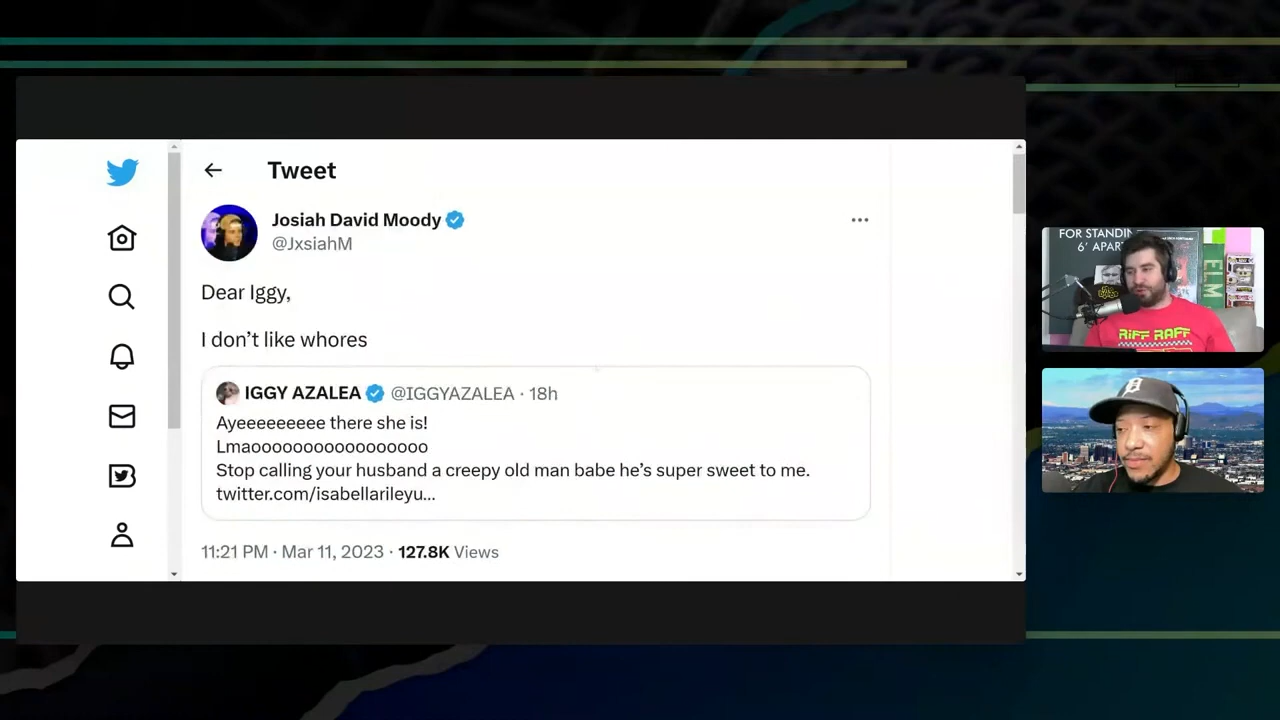 Tweet
Josiah David Moody
@JxsiahM
Dear Iggy,
I don’t like whores
IGGY AZALEA @IGGYAZALEA · 18h
Ayeeeeeeeee there she is!
Lmaooooooooooooooooo
Stop calling your husband a creepy old man babe he’s super sweet to me.
twitter.com/isabellarileyu...
11:21 PM · Mar 11, 2023 · 127.8K Views
FOR STANDIN
6’ APART
ELM
RiFF RAFF